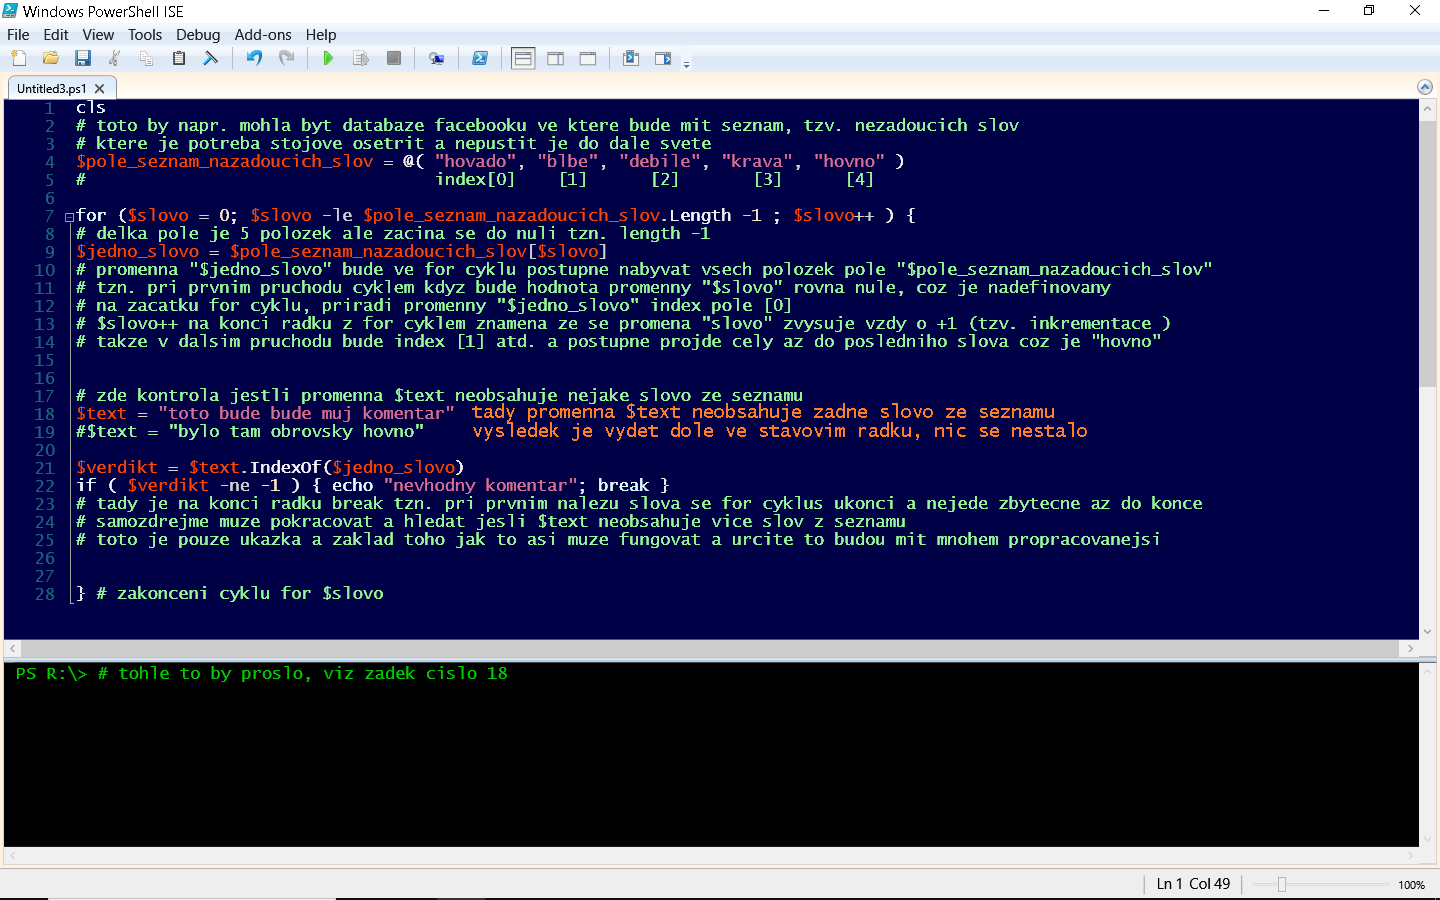 Windows PowerShell ISE
File Edit View Tools Debug Add-ons Help
Untitled3.ps1
1 cls
2 # toto by napr. mohla byt databaze facebooku ve ktere bude mit seznam, tzv. nezadoucich slov
3 # ktere je potreba stojove osetrit a nepustit je do dale svete
4 $pole_seznam_nazadoucich_slov = @( "hovado", "blbe", "debile", "krava", "hovno" )
5 # index[0] [1] [2] [3] [4]
6
7 for ($slovo = 0; $slovo -le $pole_seznam_nazadoucich_slov.Length -1 ; $slovo++ ) {
8 # delka pole je 5 polozek ale zacina se do nuli tzn. length -1
9 $jedno_slovo = $pole_seznam_nazadoucich_slov[$slovo]
10 # promenna "$jedno_slovo" bude ve for cyklu postupne nabyvat vsech polozek pole "$pole_seznam_nazadoucich_slov"
11 # tzn. pri prvnim pruchodu cyklem kdyz bude hodnota promenny "$slovo" rovna nule, coz je nadefinovany
12 # na zacatku for cyklu, priradi promenny "$jedno_slovo" index pole [0]
13 # $slovo++ na konci radku z for cyklem znamena ze se promena "slovo" zvysuje vzdy o +1 (tzv. inkrementace )
14 # takze v dalsim pruchodu bude index [1] atd. a postupne projde cely az do posledniho slova coz je "hovno"
15
16
17 # zde kontrola jestli promenna $text neobsahuje nejake slovo ze seznamu
18 $text = "toto bude bude muj komentar" tady promenna $text neobsahuje zadne slovo ze seznamu
19 #$text = "bylo tam obrovsky hovno" vysledek je vydet dole ve stavovim radku, nic se nestalo
20
21 $verdikt = $text.IndexOf($jedno_slovo)
22 if ( $verdikt -ne -1 ) { echo "nevhodny komentar"; break }
23 # tady je na konci radku break tzn. pri prvnim nalezu slova se for cyklus ukonci a nejede zbytecne az do konce
24 # samozdrejme muze pokracovat a hledat jesli $text neobsahuje vice slov z seznamu
25 # toto je pouze ukazka a zaklad toho jak to asi muze fungovat a urcite to budou mit mnohem propracovanejsi
26
27
28 } # zakonceni cyklu for $slovo
PS R:\> # tohle to by proslo, viz zadek cislo 18
Ln 1 Col 49 100%